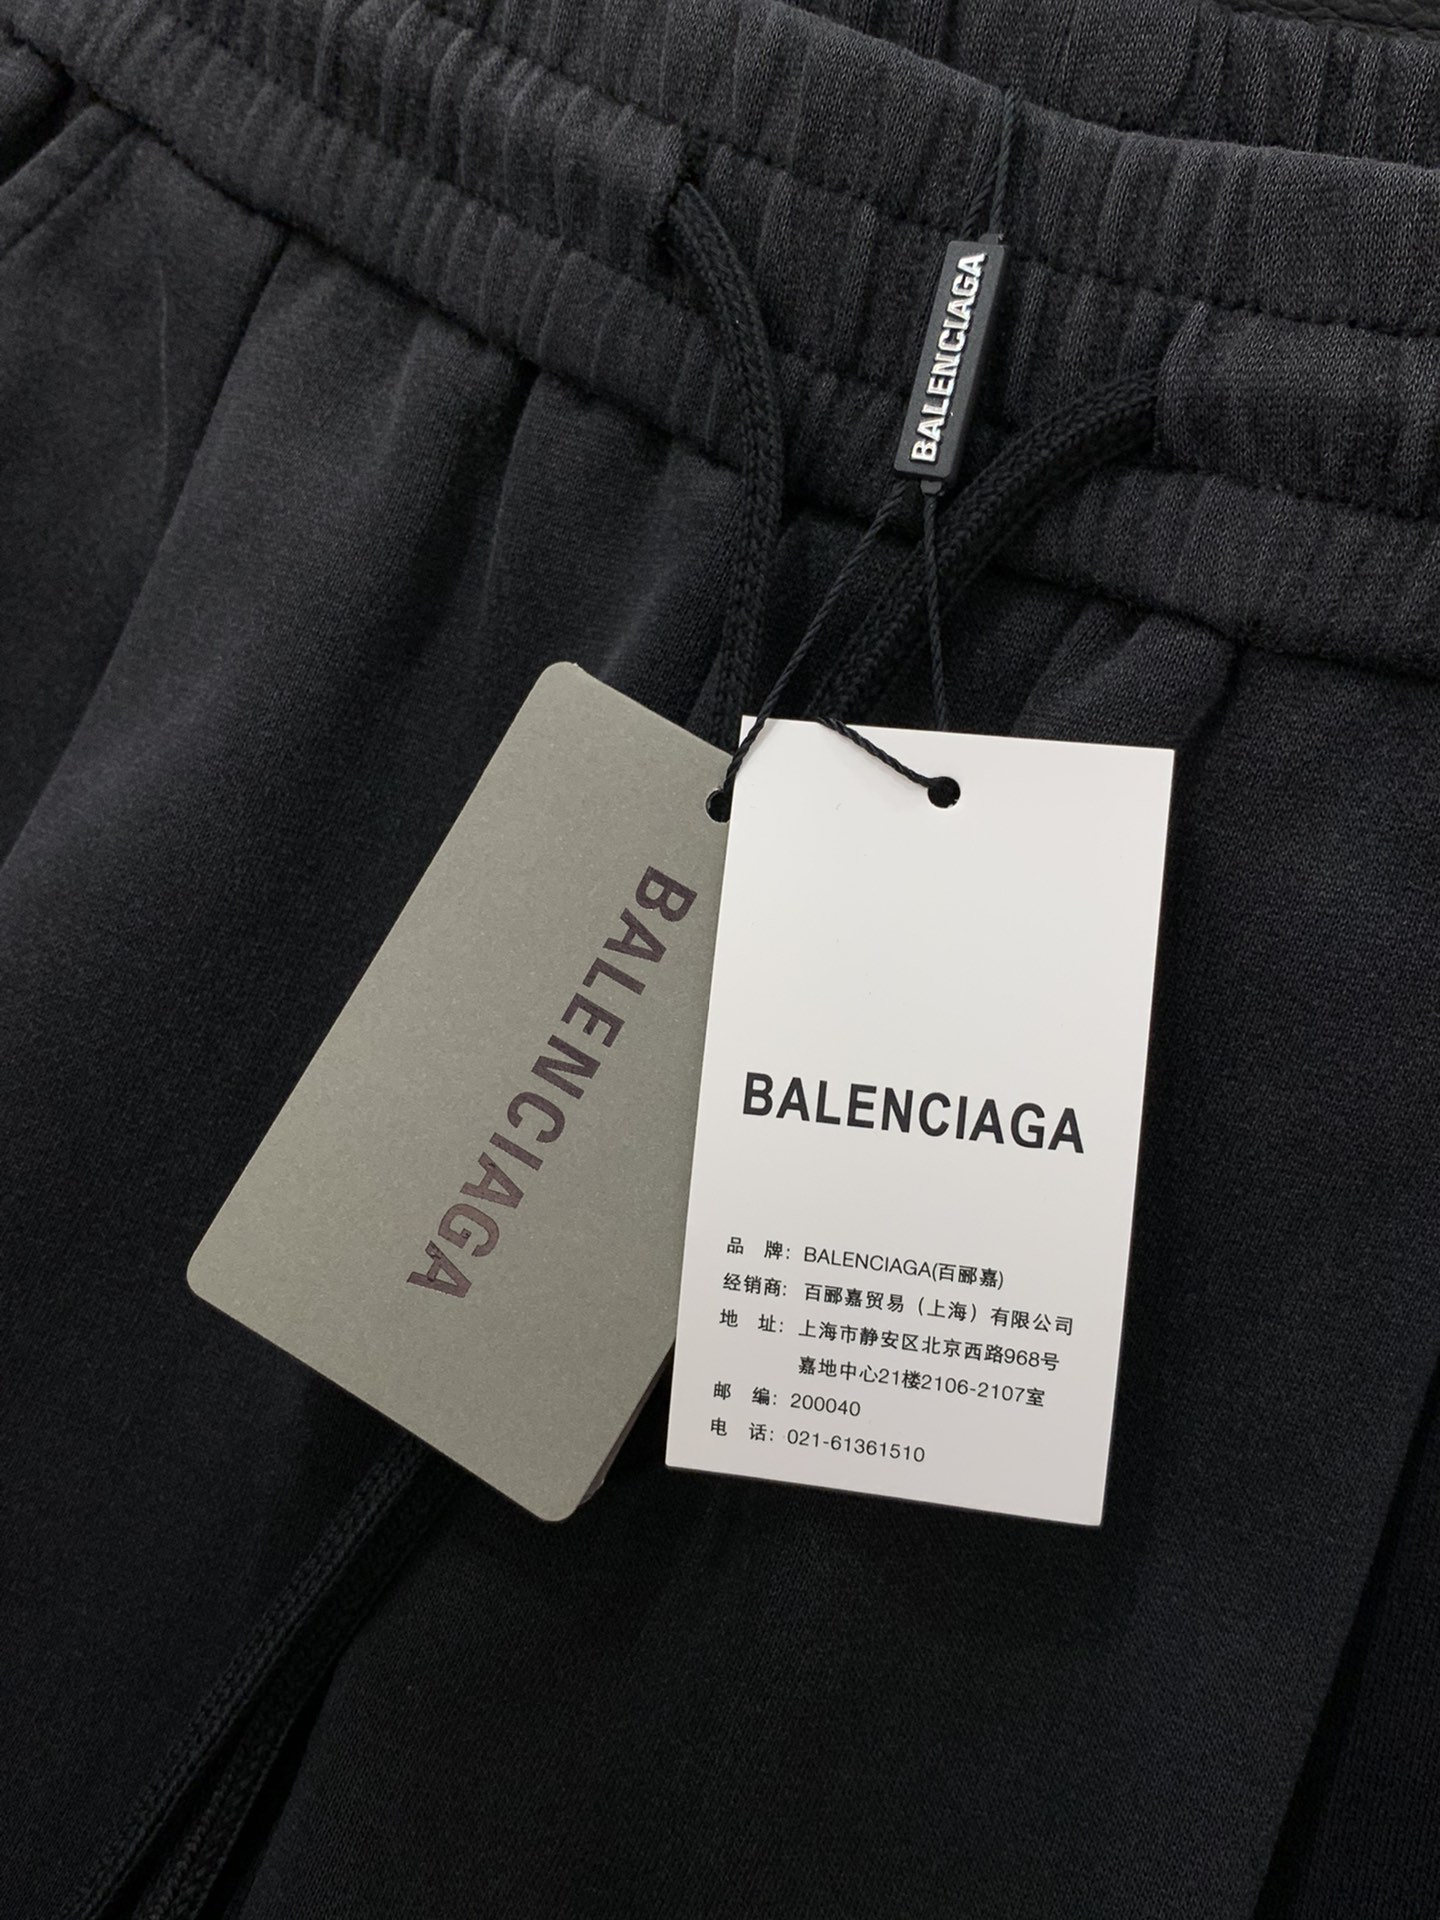 BALENCIAGA
BALENCIAGA
BALENCIAGA
品 牌: BALENCIAGA(百郦嘉)
经销商: 百郦嘉贸易（上海）有限公司
地 址: 上海市静安区北京西路968号
嘉地中心21楼2106-2107室
邮 编: 200040
电 话: 021-61361510